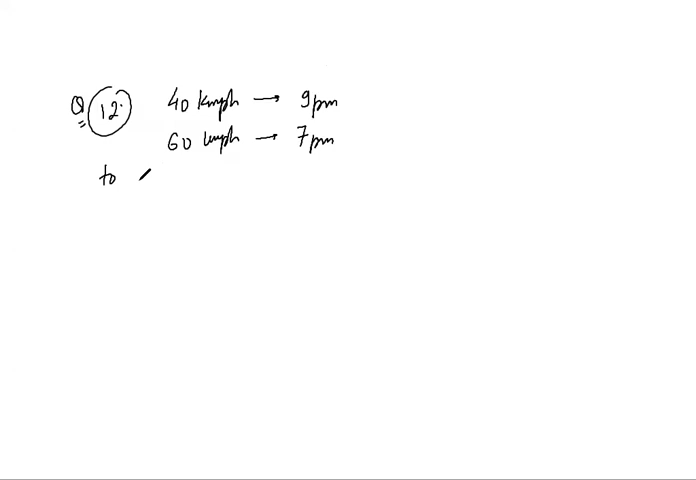 Q 12. 40 kmph → 9pm
60 kmph → 7pm
to